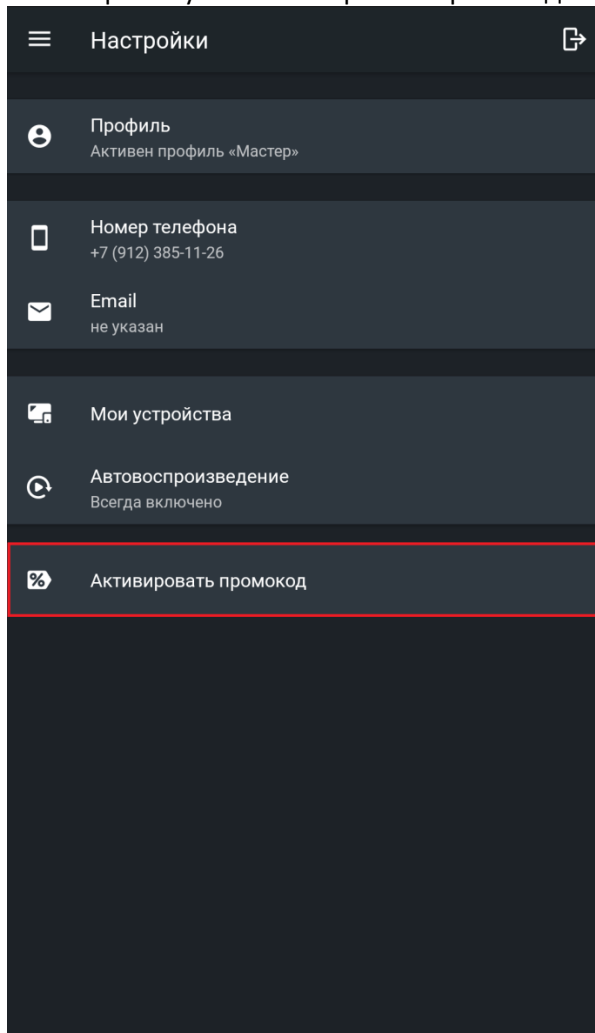 Настройки
Профиль
Активен профиль «Мастер»
Номер телефона
+7 (912) 385-11-26
Email
не указан
Мои устройства
Автовоспроизведение
Всегда включено
Активировать промокод